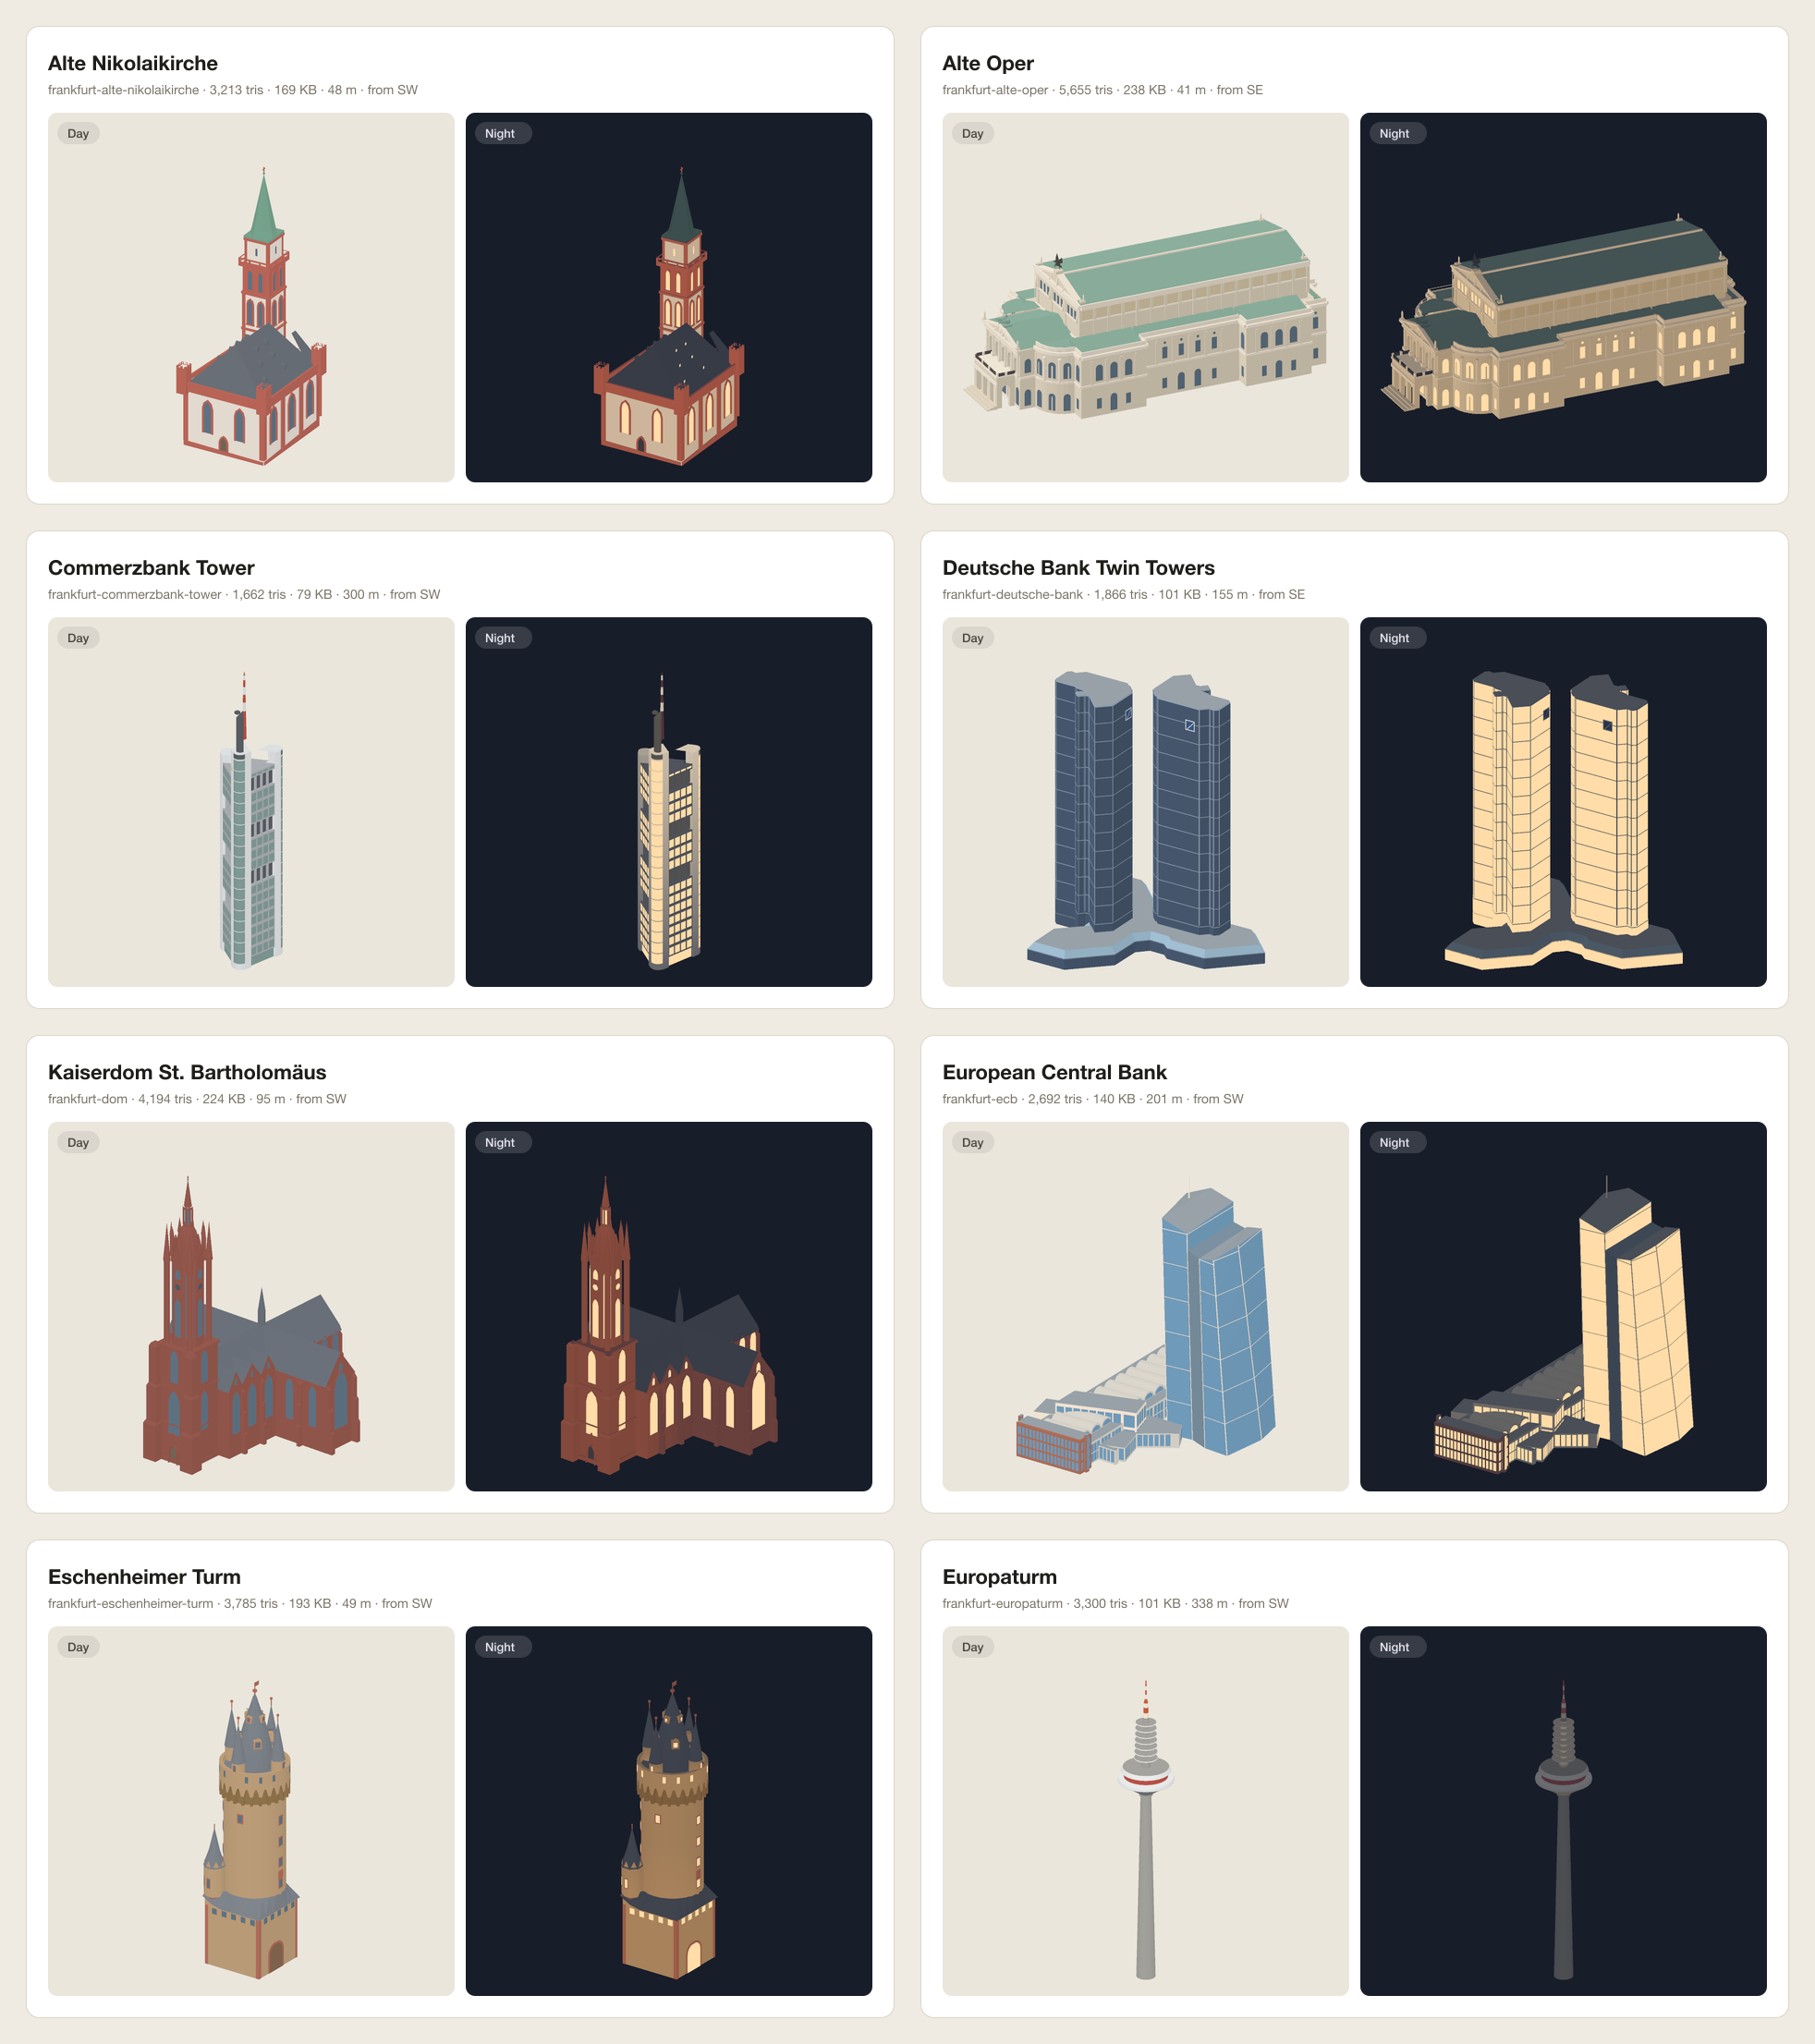 Alte Nikolaikirche
frankfurt-alte-nikolaikirche · 3,213 tris · 169 KB · 48 m · from SW
Day
Night
Alte Oper
frankfurt-alte-oper · 5,655 tris · 238 KB · 41 m · from SE
Day
Night
Commerzbank Tower
frankfurt-commerzbank-tower · 1,662 tris · 79 KB · 300 m · from SW
Day
Night
Deutsche Bank Twin Towers
frankfurt-deutsche-bank · 1,866 tris · 101 KB · 155 m · from SE
Day
Night
Kaiserdom St. Bartholomäus
frankfurt-dom · 4,194 tris · 224 KB · 95 m · from SW
Day
Night
European Central Bank
frankfurt-ecb · 2,692 tris · 140 KB · 201 m · from SW
Day
Night
Eschenheimer Turm
frankfurt-eschenheimer-turm · 3,785 tris · 193 KB · 49 m · from SW
Day
Night
Europaturm
frankfurt-europaturm · 3,300 tris · 101 KB · 338 m · from SW
Day
Night